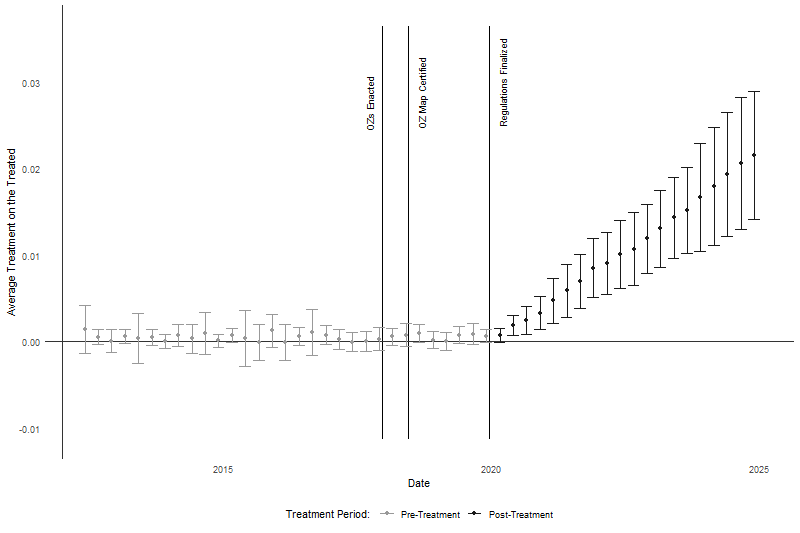 0.03
0.02
0.01
0.00
-0.01
Average Treatment on the Treated
OZs Enacted
OZ Map Certified
Regulations Finalized
2015
2020
2025
Date
Treatment Period:
Pre-Treatment
Post-Treatment